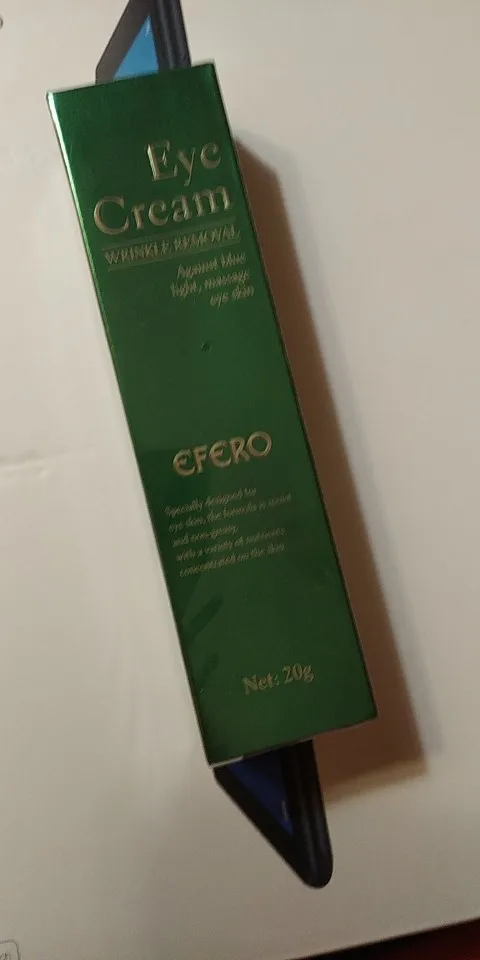 Eye
Cream
WRINKLE REMOVAL
Against blue
light, massage
eye skin
EFERO
Specially designed for
eye skin, the formula is moist
and non-greasy,
with a variety of nutrients
concentrated on the skin
Net: 20g